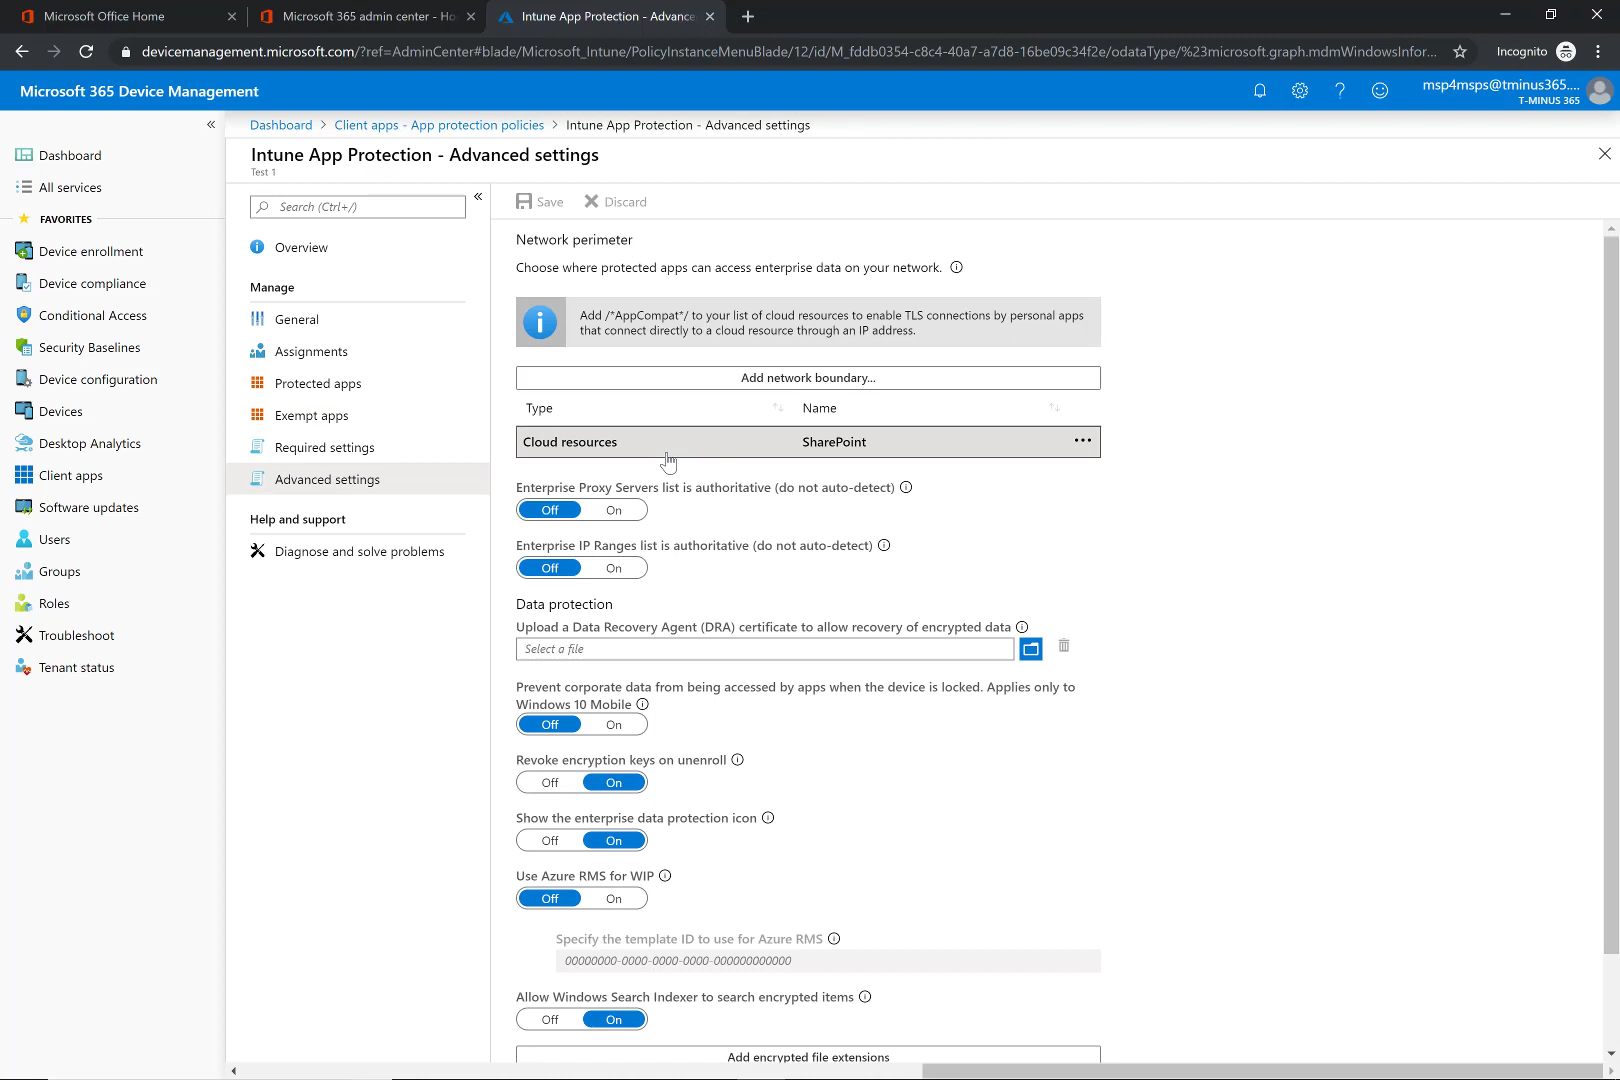 Microsoft Office Home
Microsoft 365 admin center - Ho
Intune App Protection - Advance
devicemanagement.microsoft.com/?ref=AdminCenter#blade/Microsoft_Intune/PolicyInstanceMenuBlade/12/id/M_fddb0354-c8c4-40a7-a7d8-16be09c34f2e/odataType/%23microsoft.graph.mdmWindowsInfor...
Incognito
Microsoft 365 Device Management
msp4msps@tminus365....
T-MINUS 365
Dashboard > Client apps - App protection policies > Intune App Protection - Advanced settings
Intune App Protection - Advanced settings
Test 1
Dashboard
All services
FAVORITES
Device enrollment
Device compliance
Conditional Access
Security Baselines
Device configuration
Devices
Desktop Analytics
Client apps
Software updates
Users
Groups
Roles
Troubleshoot
Tenant status
Search (Ctrl+/)
Overview
Manage
General
Assignments
Protected apps
Exempt apps
Required settings
Advanced settings
Help and support
Diagnose and solve problems
Save
Discard
Network perimeter
Choose where protected apps can access enterprise data on your network.
Add /*AppCompat*/ to your list of cloud resources to enable TLS connections by personal apps
that connect directly to a cloud resource through an IP address.
Add network boundary...
Type
Name
Cloud resources
SharePoint
Enterprise Proxy Servers list is authoritative (do not auto-detect)
Off On
Enterprise IP Ranges list is authoritative (do not auto-detect)
Off On
Data protection
Upload a Data Recovery Agent (DRA) certificate to allow recovery of encrypted data
Select a file
Prevent corporate data from being accessed by apps when the device is locked. Applies only to
Windows 10 Mobile
Off On
Revoke encryption keys on unenroll
Off On
Show the enterprise data protection icon
Off On
Use Azure RMS for WIP
Off On
Specify the template ID to use for Azure RMS
00000000-0000-0000-0000-000000000000
Allow Windows Search Indexer to search encrypted items
Off On
Add encrypted file extensions